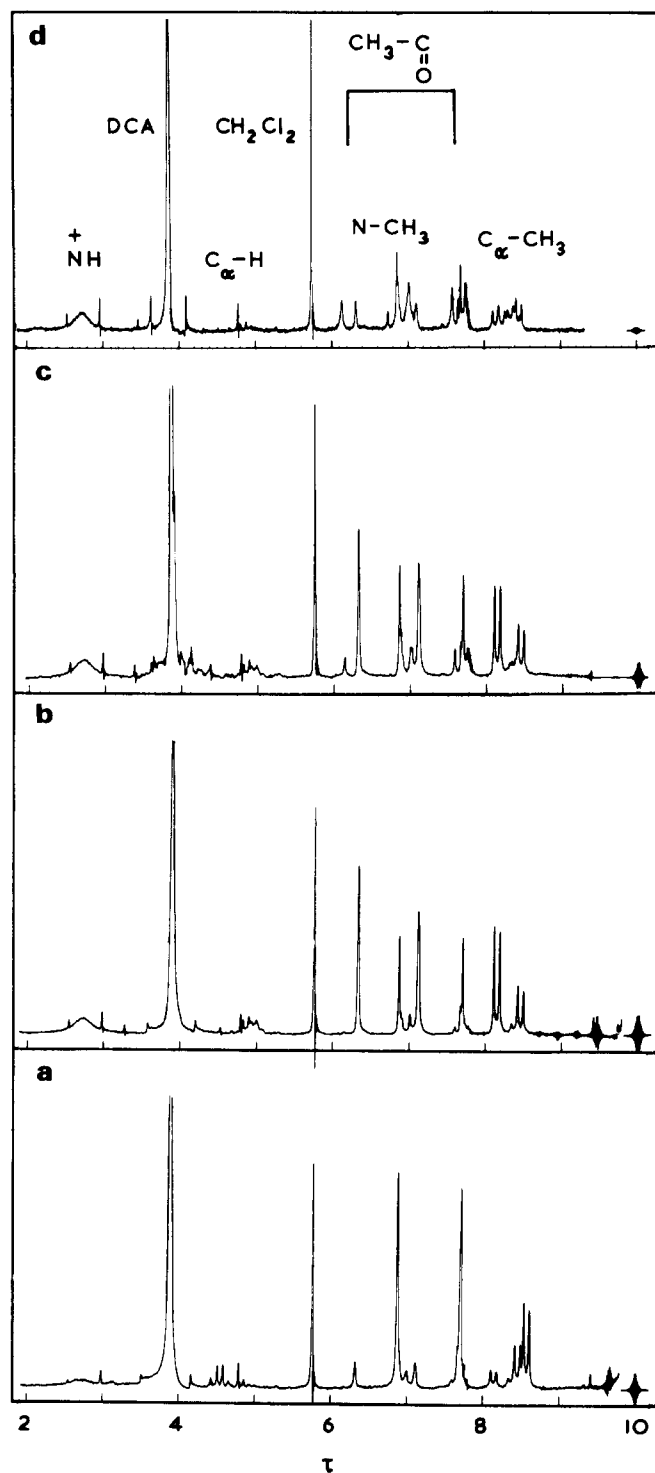 d
CH₃-C
O
DCA
CH₂Cl₂
+
NH
Cα-H
N-CH₃
Cα-CH₃
c
b
a
2 4 6 8 10
τ